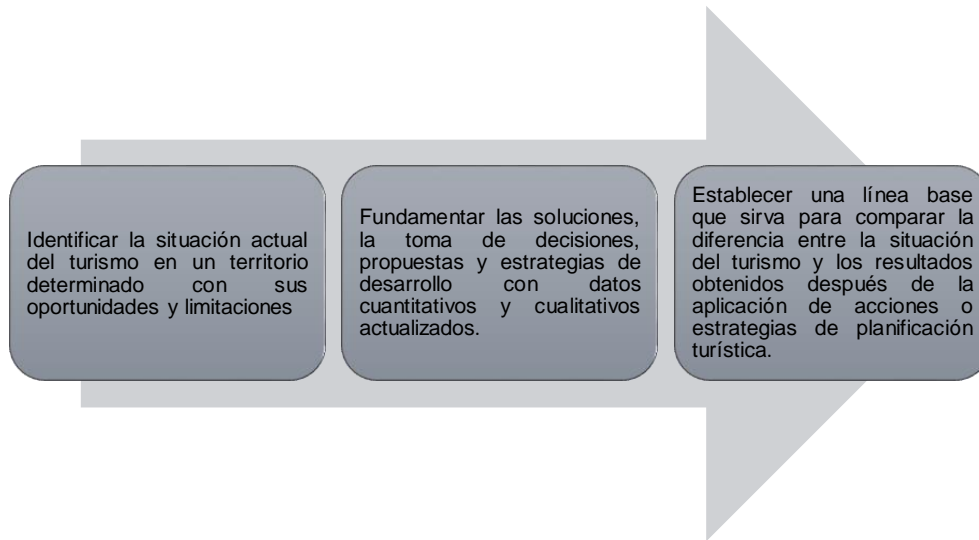 Identificar la situación actual
del turismo en un territorio
determinado con sus
oportunidades y limitaciones
Fundamentar las soluciones,
la toma de decisiones,
propuestas y estrategias de
desarrollo con datos
cuantitativos y cualitativos
actualizados.
Establecer una línea base
que sirva para comparar la
diferencia entre la situación
del turismo y los resultados
obtenidos después de la
aplicación de acciones o
estrategias de planificación
turística.